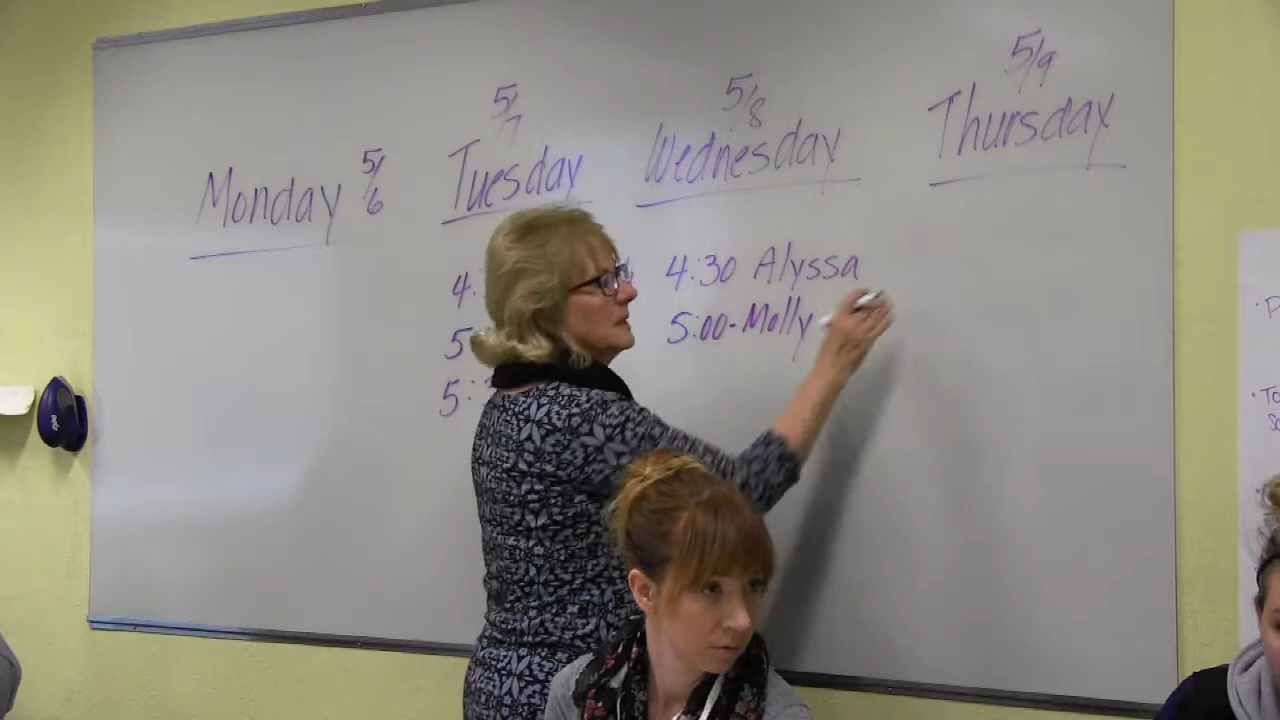 Monday 5/6
5/7
Tuesday
4:
5
5:
5/8
Wednesday
4:30 Alyssa
5:00-Molly
5/9
Thursday